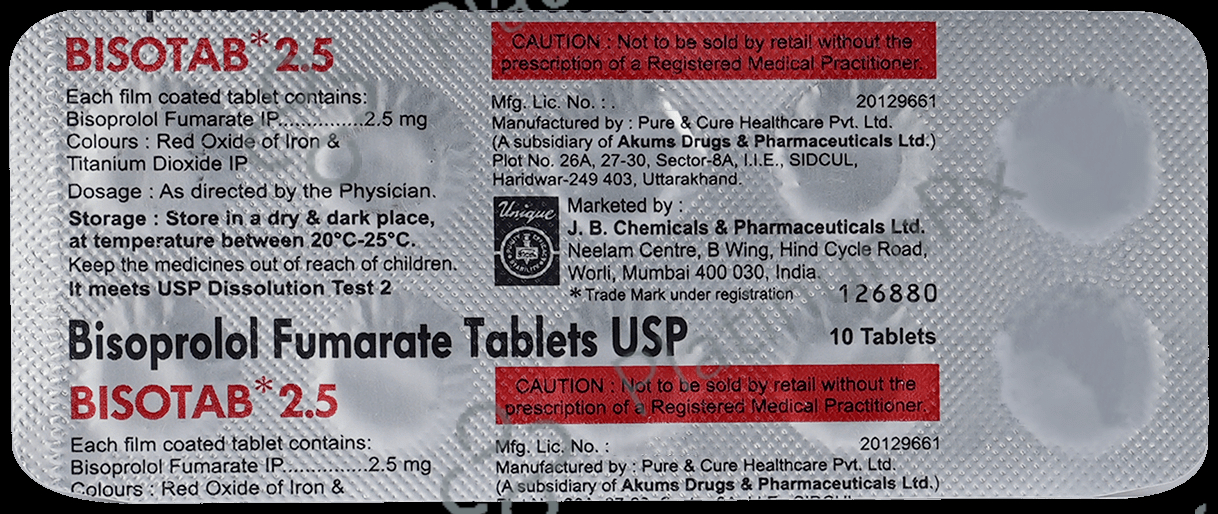 BISOTAB* 2.5
Each film coated tablet contains:
Bisoprolol Fumarate IP..............2.5 mg
Colours : Red Oxide of Iron &
Titanium Dioxide IP
Dosage : As directed by the Physician.
Storage : Store in a dry & dark place,
at temperature between 20°C-25°C.
Keep the medicines out of reach of children.
It meets USP Dissolution Test 2
CAUTION : Not to be sold by retail without the
prescription of a Registered Medical Practitioner.
Mfg. Lic. No. : . 20129661
Manufactured by : Pure & Cure Healthcare Pvt. Ltd.
(A subsidiary of Akums Drugs & Pharmaceuticals Ltd.)
Plot No. 26A, 27-30, Sector-8A, I.I.E., SIDCUL,
Haridwar-249 403, Uttarakhand.
Unique
Marketed by :
J. B. Chemicals & Pharmaceuticals Ltd.
Neelam Centre, B Wing, Hind Cycle Road,
Worli, Mumbai 400 030, India.
* Trade Mark under registration 126880
Bisoprolol Fumarate Tablets USP 10 Tablets
BISOTAB* 2.5
Each film coated tablet contains:
Bisoprolol Fumarate IP..............2.5 mg
Colours : Red Oxide of Iron &
CAUTION : Not to be sold by retail without the
prescription of a Registered Medical Practitioner.
Mfg. Lic. No. : 20129661
Manufactured by : Pure & Cure Healthcare Pvt. Ltd.
(A subsidiary of Akums Drugs & Pharmaceuticals Ltd.)